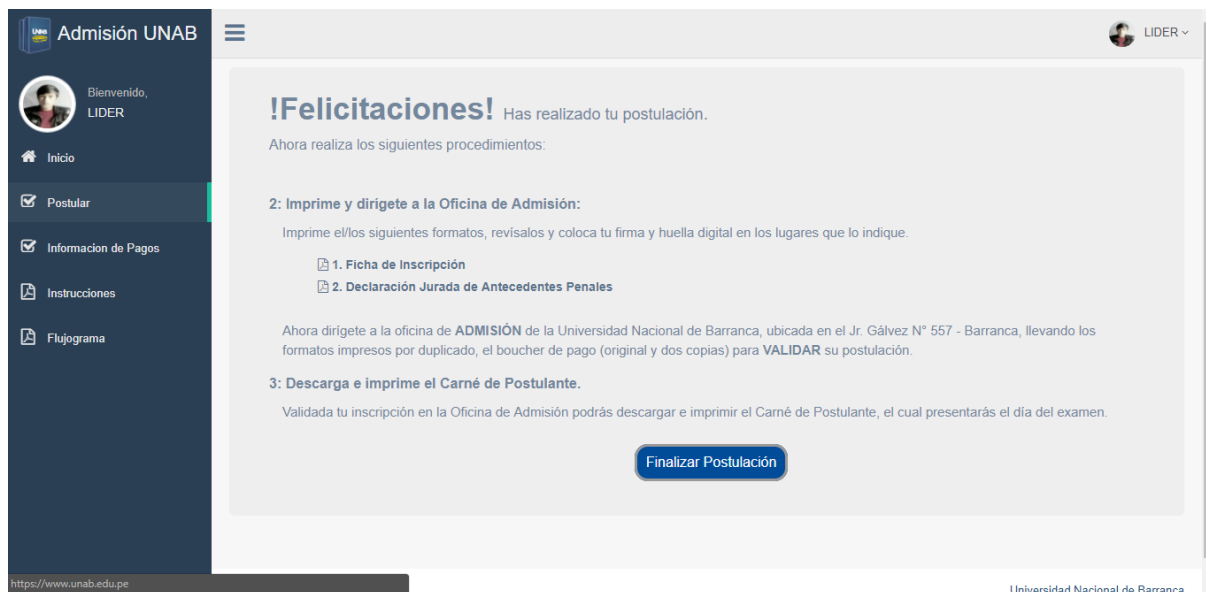 UNAB
Admisión UNAB
LIDER
Bienvenido,
LIDER
Inicio
Postular
Informacion de Pagos
Instrucciones
Flujograma
!Felicitaciones! Has realizado tu postulación.
Ahora realiza los siguientes procedimientos:
2: Imprime y dirigete a la Oficina de Admisión:
Imprime el/los siguientes formatos, revísalos y coloca tu firma y huella digital en los lugares que lo indique.
1. Ficha de Inscripción
2. Declaración Jurada de Antecedentes Penales
Ahora dirígete a la oficina de ADMISIÓN de la Universidad Nacional de Barranca, ubicada en el Jr. Gálvez N° 557 - Barranca, llevando los
formatos impresos por duplicado, el boucher de pago (original y dos copias) para VALIDAR su postulación.
3: Descarga e imprime el Carné de Postulante.
Validada tu inscripción en la Oficina de Admisión podrás descargar e imprimir el Carné de Postulante, el cual presentarás el día del examen.
Finalizar Postulación
https://www.unab.edu.pe
Universidad Nacional de Barranca